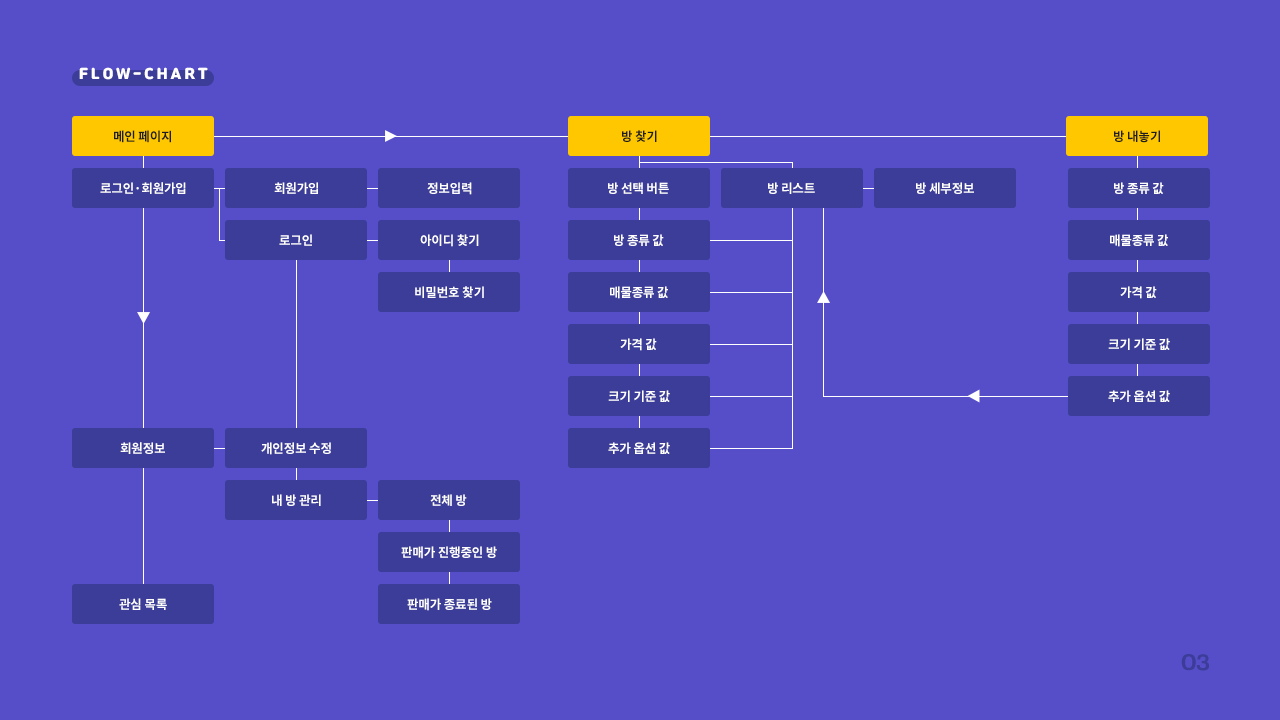 FLOW-CHART
메인 페이지
방 찾기
방 내놓기
로그인·회원가입
회원가입
정보입력
방 선택 버튼
방 리스트
방 세부정보
방 종류 값
로그인
아이디 찾기
방 종류 값
매물종류 값
비밀번호 찾기
매물종류 값
가격 값
가격 값
크기 기준 값
크기 기준 값
추가 옵션 값
회원정보
개인정보 수정
추가 옵션 값
내 방 관리
전체 방
판매가 진행중인 방
관심 목록
판매가 종료된 방
03